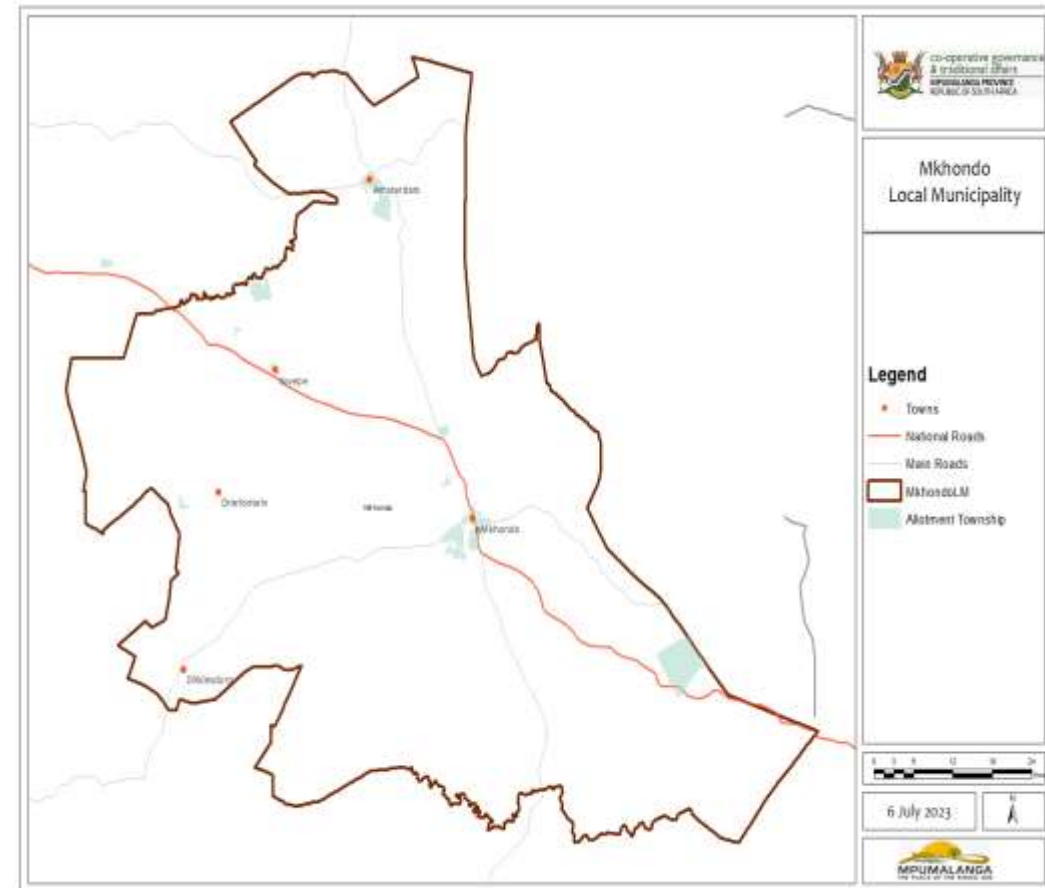 Amsterdam
eMkhondo
Mkhondo
co-operative governance
& traditional affairs
MPUMALANGA PROVINCE
REPUBLIC OF SOUTH AFRICA
Mkhondo
Local Municipality
Legend
Towns
National Roads
Main Roads
MkhondoLM
Allotment Township
6 July 2023
N
MPUMALANGA